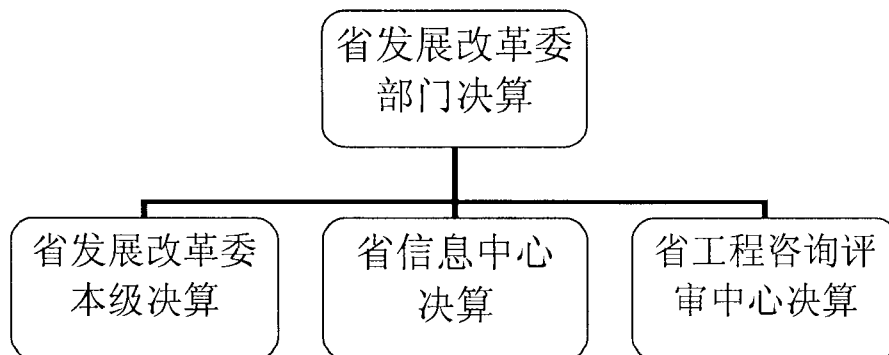 省发展改革委
部门决算
省发展改革委
本级决算
省信息中心
决算
省工程咨询评
审中心决算